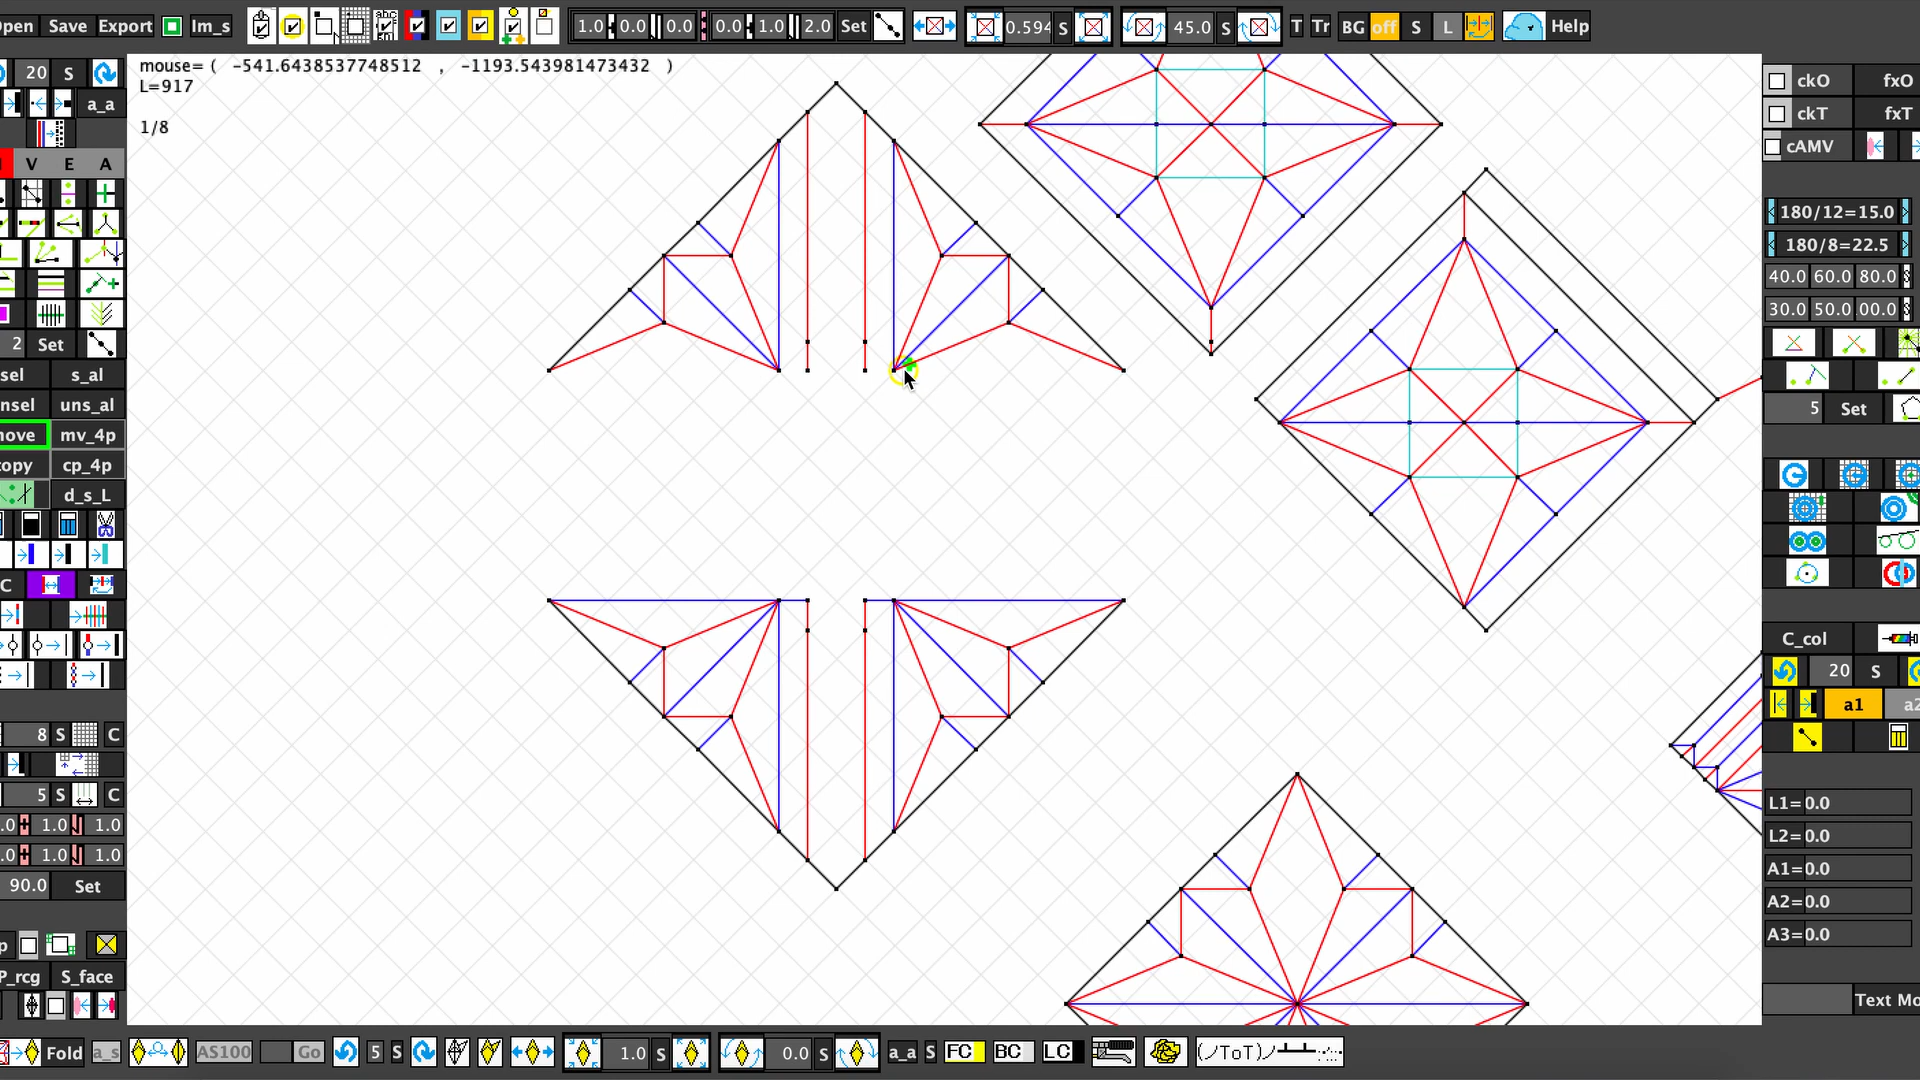 Open Save Export Im_s 1.0 0.0 0.0 0.0 1.0 2.0 Set 0.594 S 45.0 S T Tr BG off S L Help
mouse= ( -541.6438537748512 , -1193.543981473432 )
L=917
1/8
20 S
a_a
V E A
2 Set
sel s_al
nsel uns_al
move mv_4p
copy cp_4p
d_s_L
C
8 S C
5 S C
.0 1.0 1.0
.0 1.0 1.0
90.0 Set
P_rcg S_face
ckO fxO
ckT fxT
cAMV
180/12=15.0
180/8=22.5
40.0 60.0 80.0
30.0 50.0 00.0
5 Set
C_col
20 S
a1 a2
L1= 0.0
L2= 0.0
A1= 0.0
A2= 0.0
A3= 0.0
Text Mo
Fold a_s AS100 Go 5 S 1.0 S 0.0 S a_a S FC BC LC (ノToT)ノ